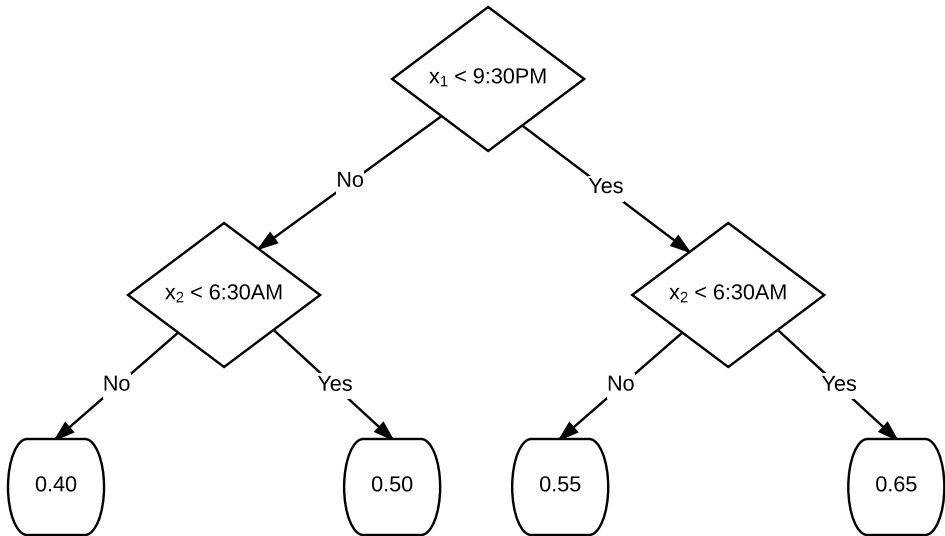 x₁ < 9:30PM
No
Yes
x₂ < 6:30AM
x₂ < 6:30AM
No
Yes
No
Yes
0.40
0.50
0.55
0.65